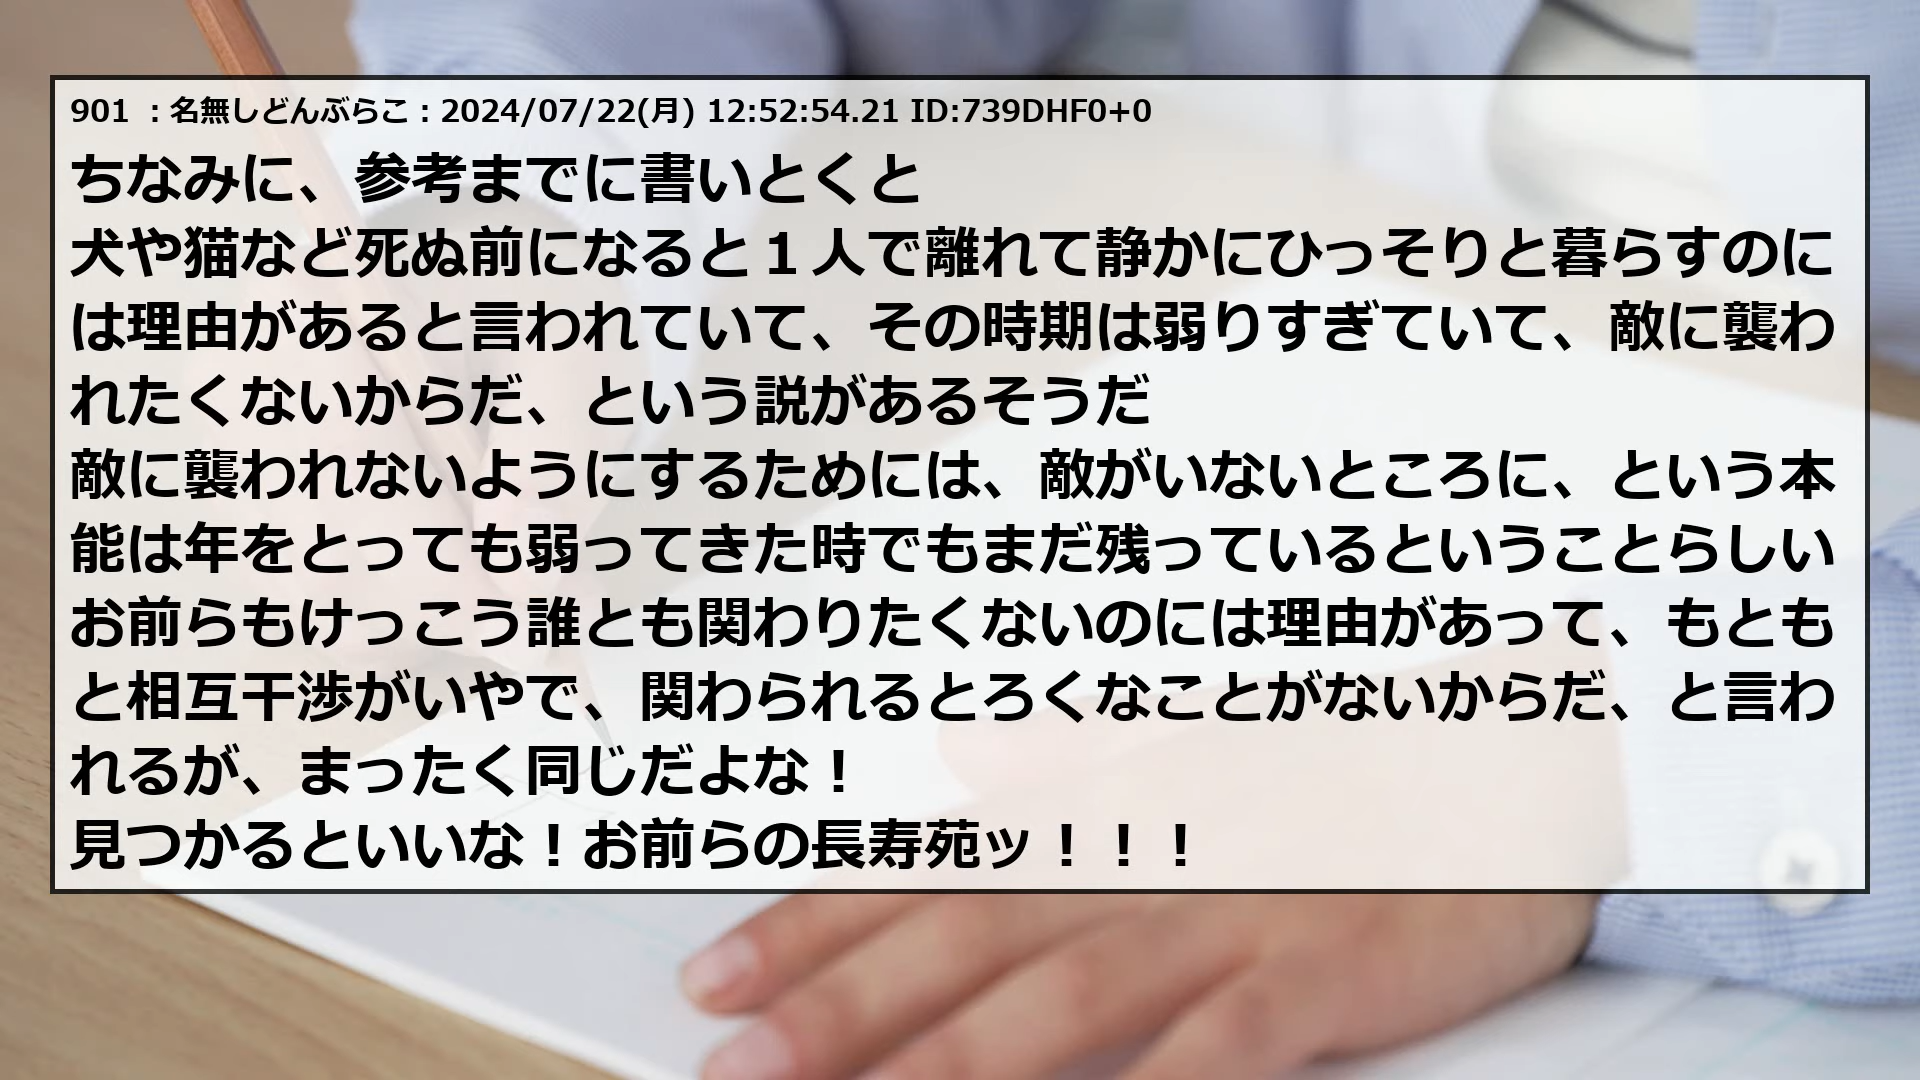 901 ：名無しどんぶらこ：2024/07/22(月) 12:52:54.21 ID:739DHF0+0
ちなみに、参考までに書いとくと
犬や猫など死ぬ前になると１人で離れて静かにひっそりと暮らすのに
は理由があると言われていて、その時期は弱りすぎていて、敵に襲わ
れたくないからだ、という説があるそうだ
敵に襲われないようにするためには、敵がいないところに、という本
能は年をとっても弱ってきた時でもまだ残っているということらしい
お前らもけっこう誰とも関わりたくないのには理由があって、もとも
と相互干渉がいやで、関わられるとろくなことがないからだ、と言わ
れるが、まったく同じだよな！
見つかるといいな！お前らの長寿苑ッ！！！